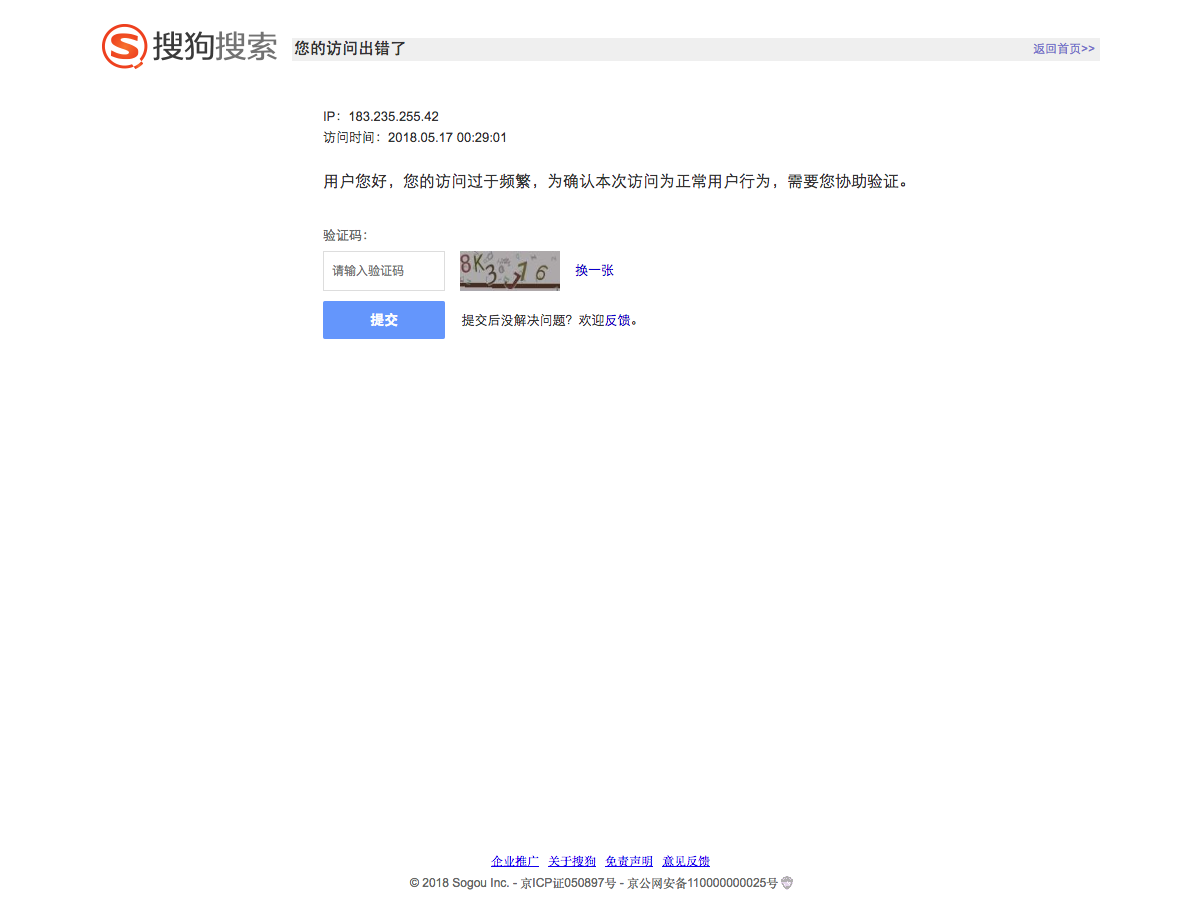 搜狗搜索
您的访问出错了 返回首页>>
IP：183.235.255.42
访问时间：2018.05.17 00:29:01
用户您好，您的访问过于频繁，为确认本次访问为正常用户行为，需要您协助验证。
验证码：
请输入验证码 换一张
提交 提交后没解决问题？欢迎反馈。
企业推广 关于搜狗 免责声明 意见反馈
© 2018 Sogou Inc. - 京ICP证050897号 - 京公网安备110000000025号